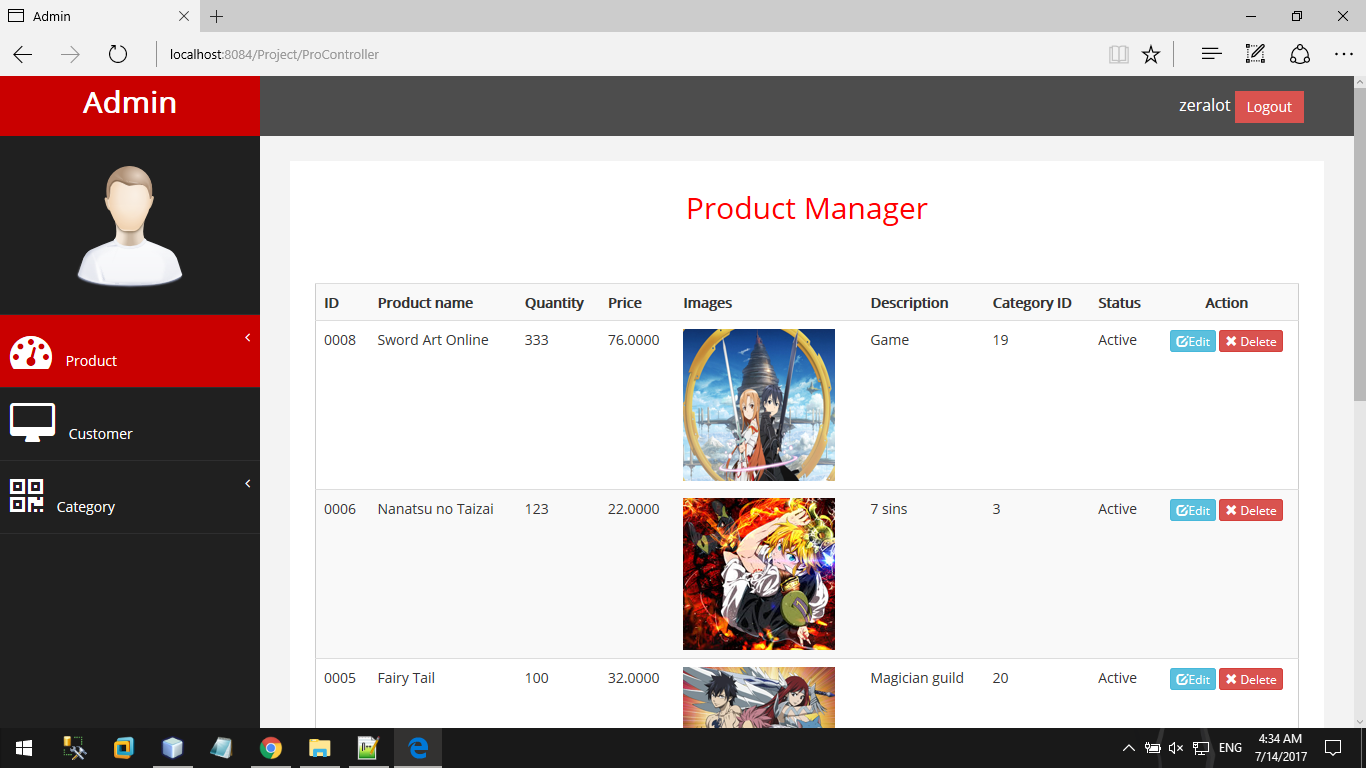 Admin
localhost:8084/Project/ProController
Admin
zeralot Logout
Product Manager
Product
Customer
Category
ID Product name Quantity Price Images Description Category ID Status Action
0008 Sword Art Online 333 76.0000 Game 19 Active Edit Delete
0006 Nanatsu no Taizai 123 22.0000 7 sins 3 Active Edit Delete
0005 Fairy Tail 100 32.0000 Magician guild 20 Active Edit Delete
ENG
4:34 AM
7/14/2017